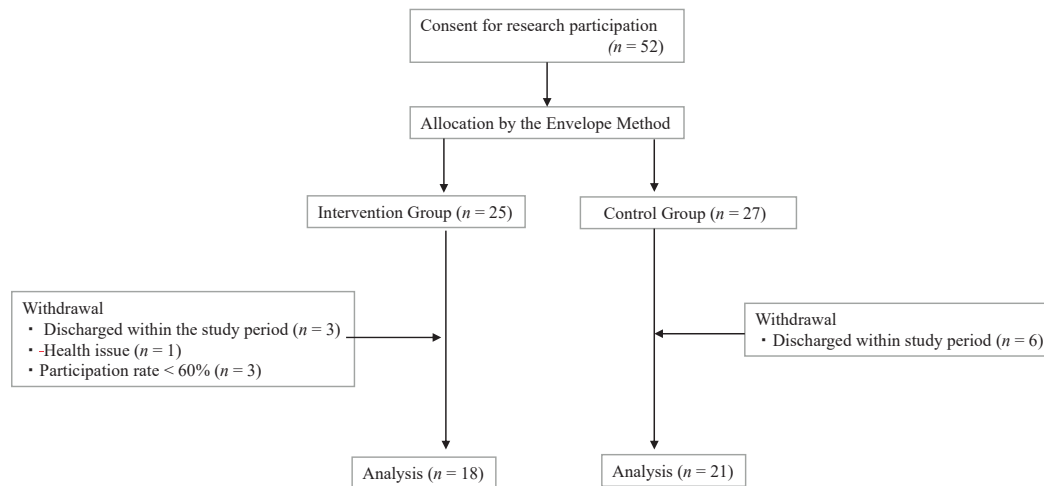 Consent for research participation
(n = 52)
Allocation by the Envelope Method
Intervention Group (n = 25)
Control Group (n = 27)
Withdrawal
・ Discharged within the study period (n = 3)
・ -Health issue (n = 1)
・ Participation rate < 60% (n = 3)
Withdrawal
・ Discharged within study period (n = 6)
Analysis (n = 18)
Analysis (n = 21)